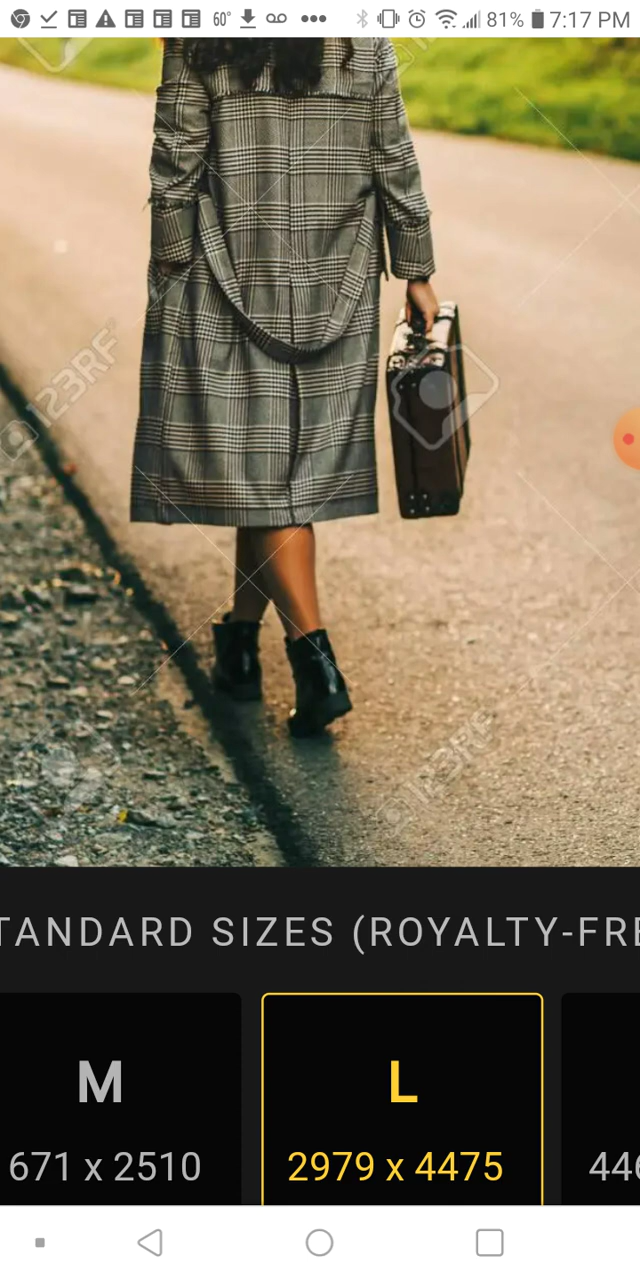 60° ••• 81% 7:17 PM
123RF
123RF
TANDARD SIZES (ROYALTY-FRE
M
L
671 x 2510
2979 x 4475
446